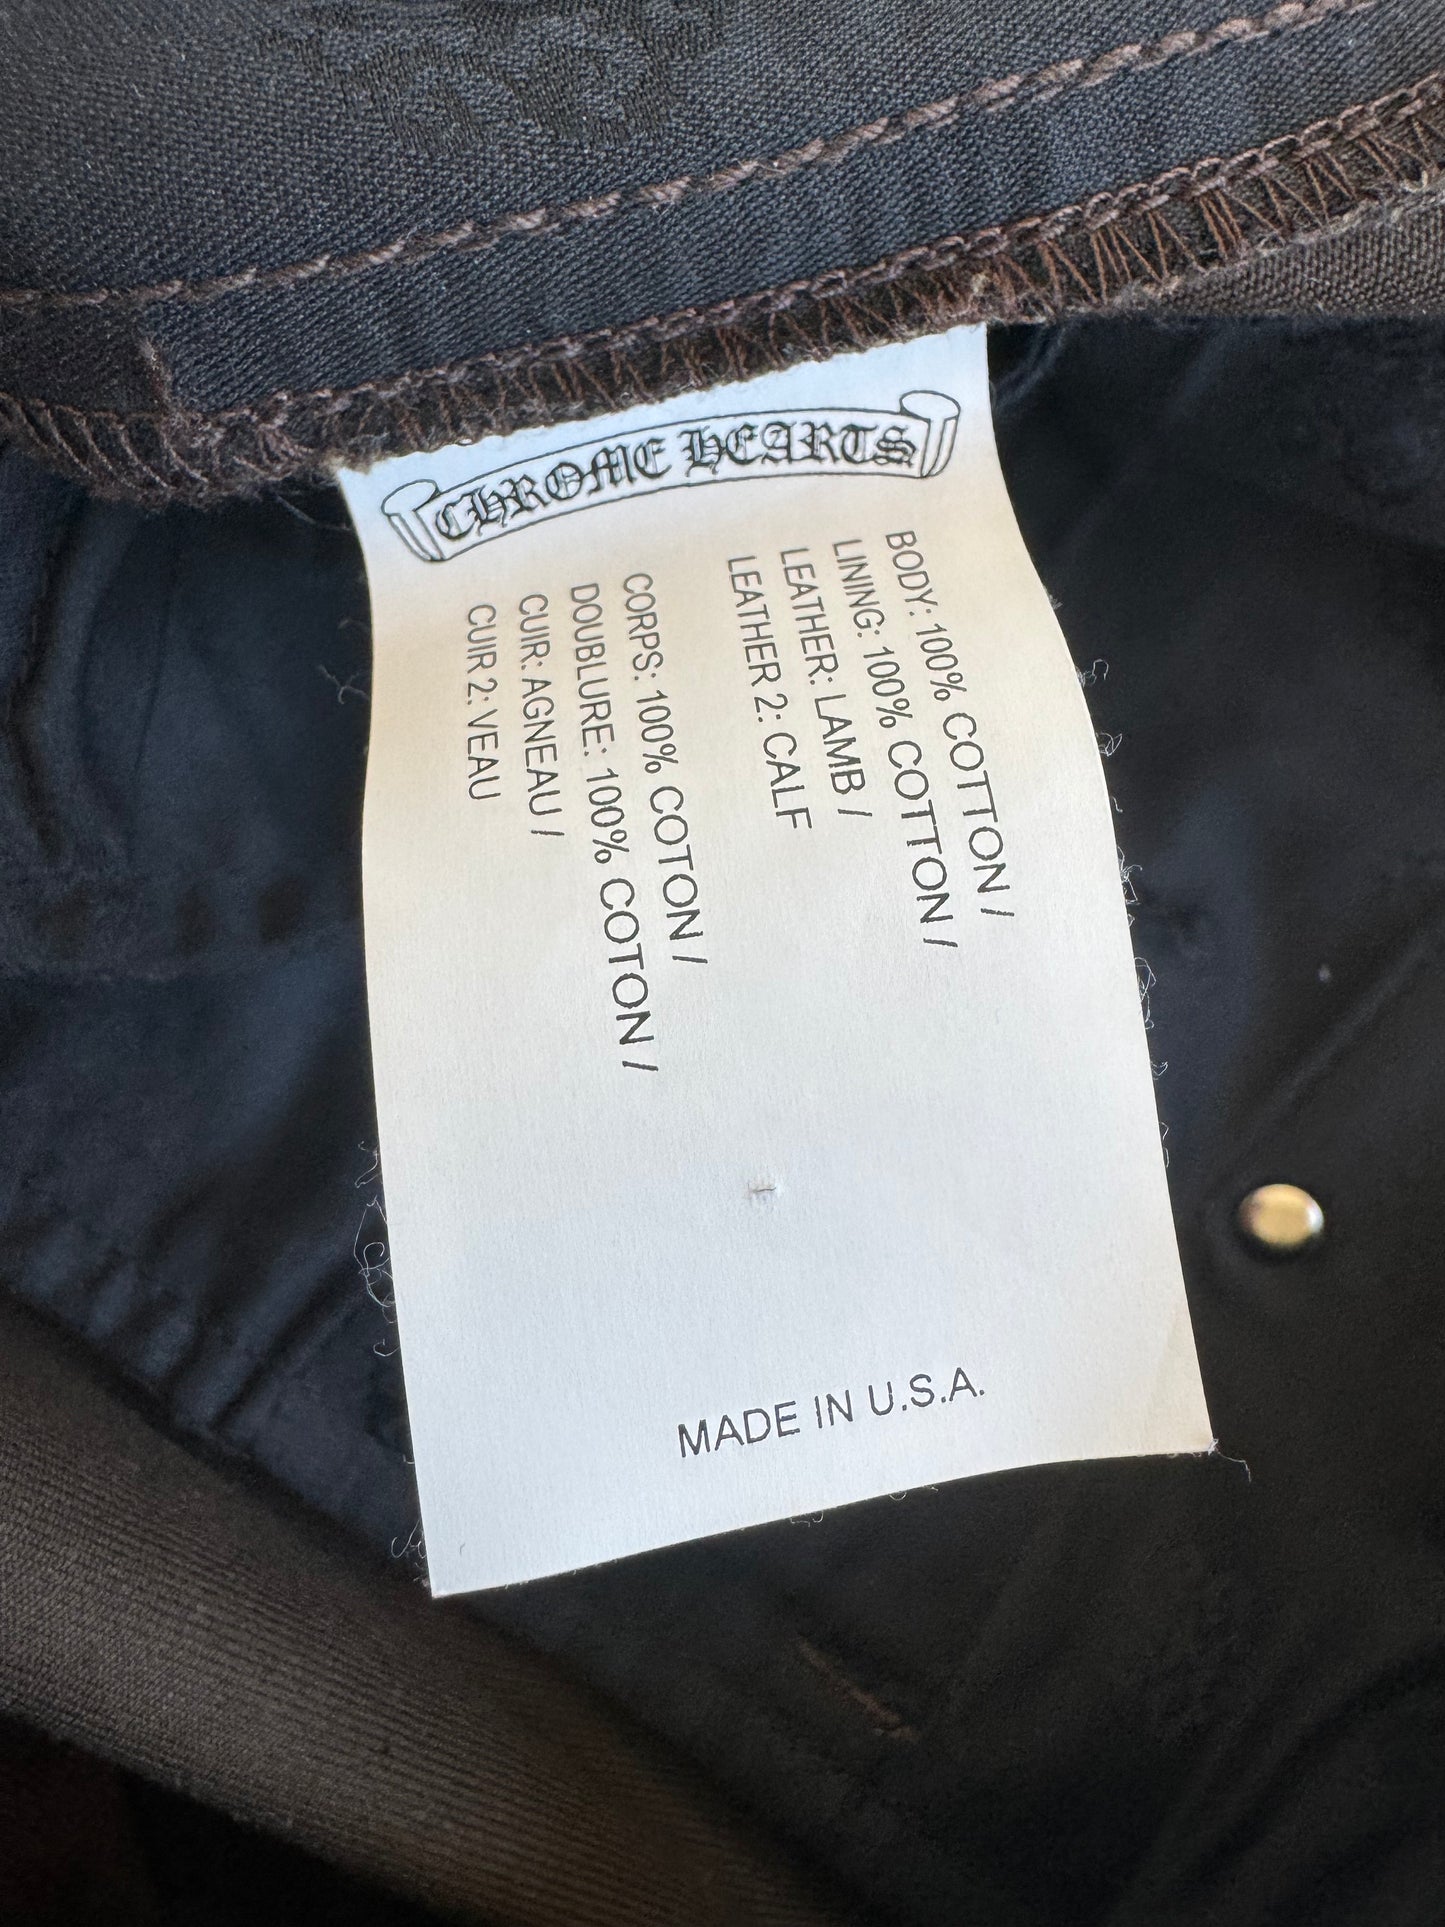 CHROME HEARTS
BODY: 100% COTTON /
LINING: 100% COTTON /
LEATHER: LAMB /
LEATHER 2: CALF
CORPS: 100% COTON /
DOUBLURE: 100% COTON /
CUIR: AGNEAU /
CUIR 2: VEAU
MADE IN U.S.A.